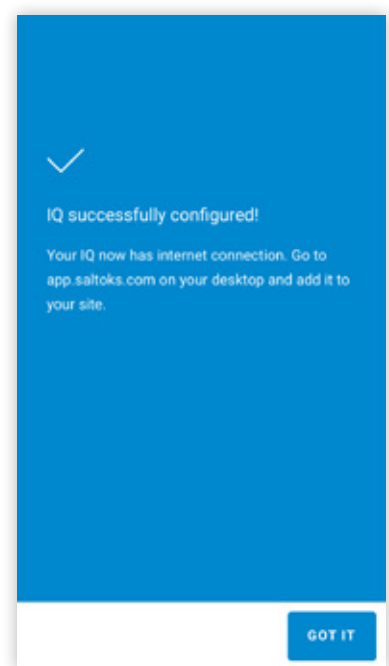 IQ successfully configured!
Your IQ now has internet connection. Go to
app.saltoks.com on your desktop and add it to
your site.
GOT IT